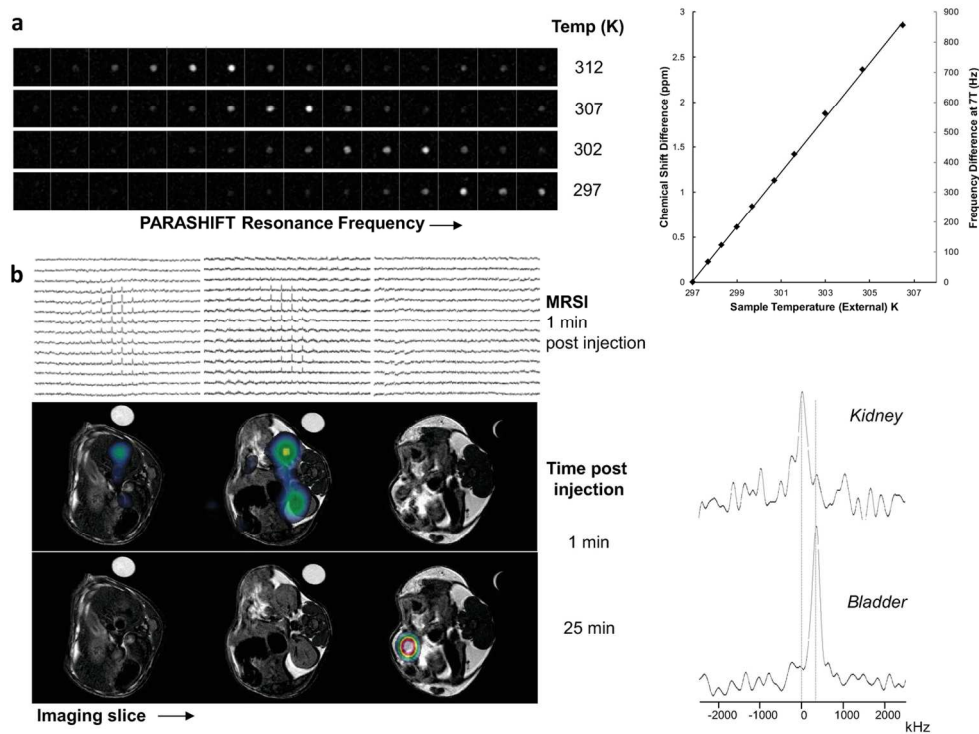 a
Temp (K)
312
307
302
297
PARASHIFT Resonance Frequency
3
2.5
2
1.5
1
0.5
0
Chemical Shift Difference (ppm)
900
800
700
600
500
400
300
200
100
0
Frequency Difference at 7T (Hz)
297 299 301 303 305 307
Sample Temperature (External) K
b
MRSI
1 min
post injection
Time post
injection
1 min
25 min
Imaging slice
Kidney
Bladder
-2000 -1000 0 1000 2000
kHz